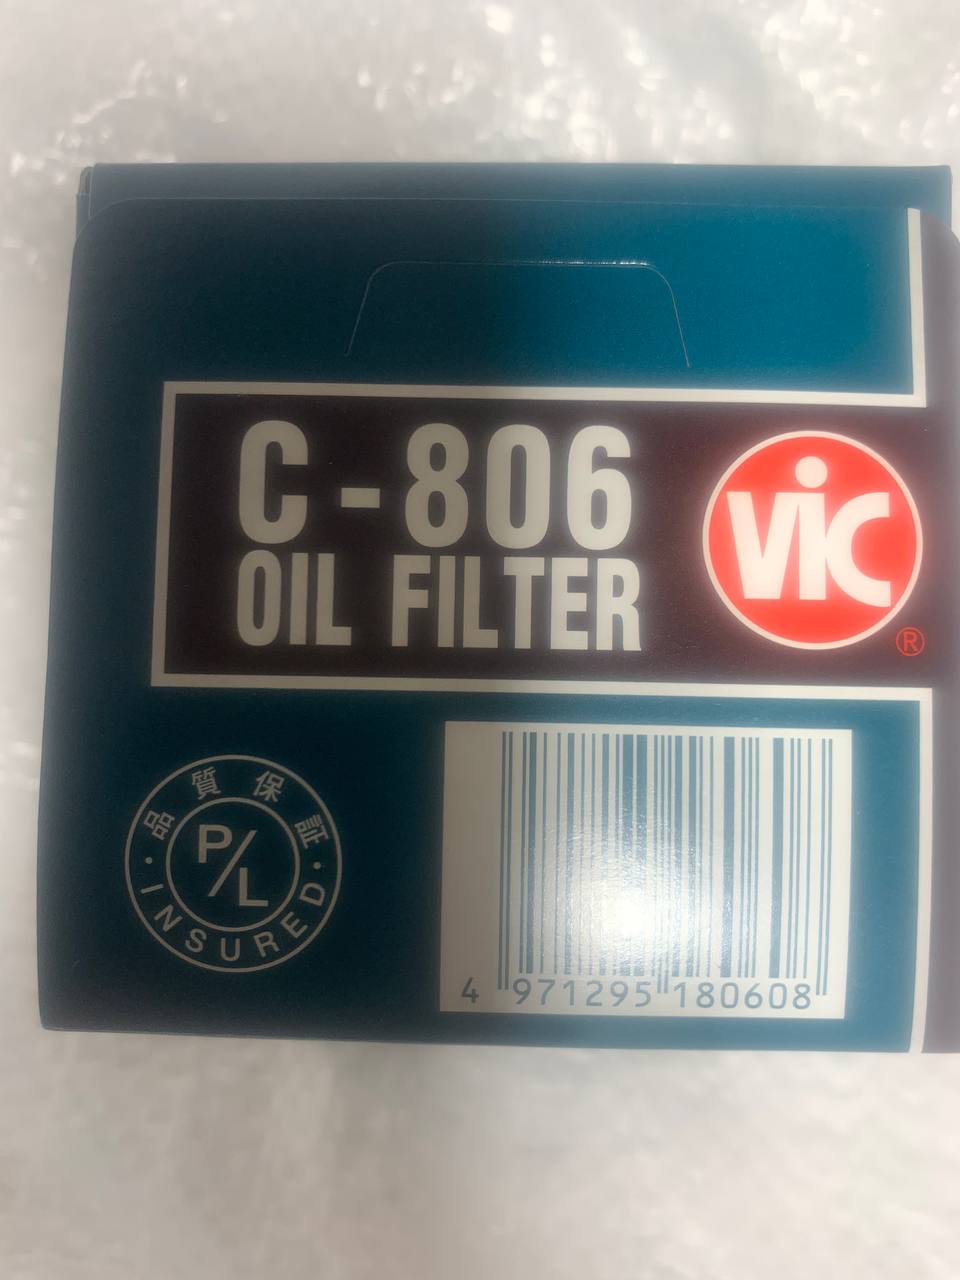 C-806
OIL FILTER
VIC
®
品質保証
P/L
·INSURED·
4 971295 180608